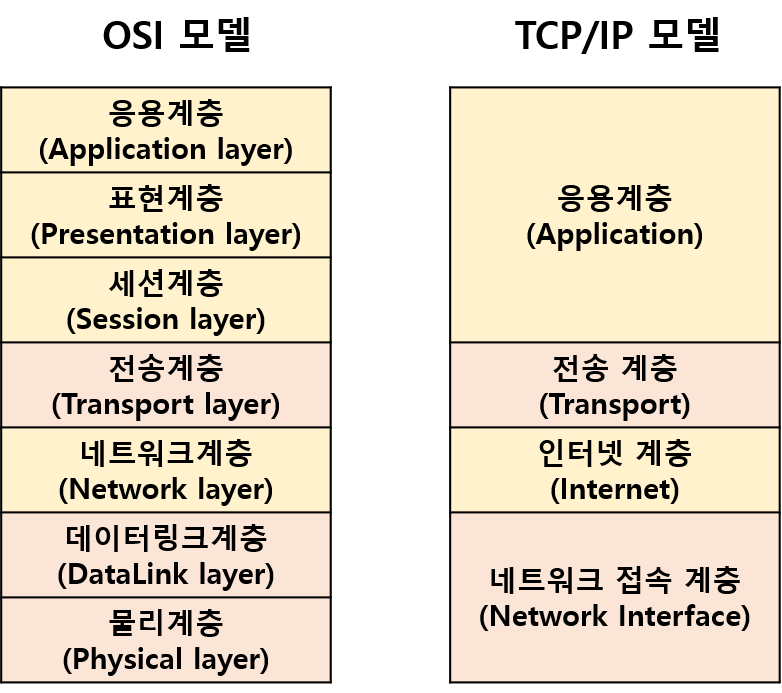 OSI 모델
TCP/IP 모델
응용계층
(Application layer)
표현계층
(Presentation layer)
세션계층
(Session layer)
전송계층
(Transport layer)
네트워크계층
(Network layer)
데이터링크계층
(DataLink layer)
물리계층
(Physical layer)
응용계층
(Application)
전송 계층
(Transport)
인터넷 계층
(Internet)
네트워크 접속 계층
(Network Interface)